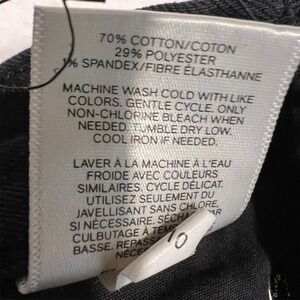 70% COTTON/COTON
29% POLYESTER
1% SPANDEX/FIBRE ÉLASTHANNE
MACHINE WASH COLD WITH LIKE
COLORS. GENTLE CYCLE. ONLY
NON-CHLORINE BLEACH WHEN
NEEDED. TUMBLE DRY LOW.
COOL IRON IF NEEDED.
LAVER À LA MACHINE À L'EAU
FROIDE AVEC COULEURS
SIMILAIRES. CYCLE DÉLICAT.
UTILISEZ SEULEMENT DU
JAVELLISANT SANS CHLORE,
SI NÉCESSAIRE.
CULBUTAGE À
BASSE.
10